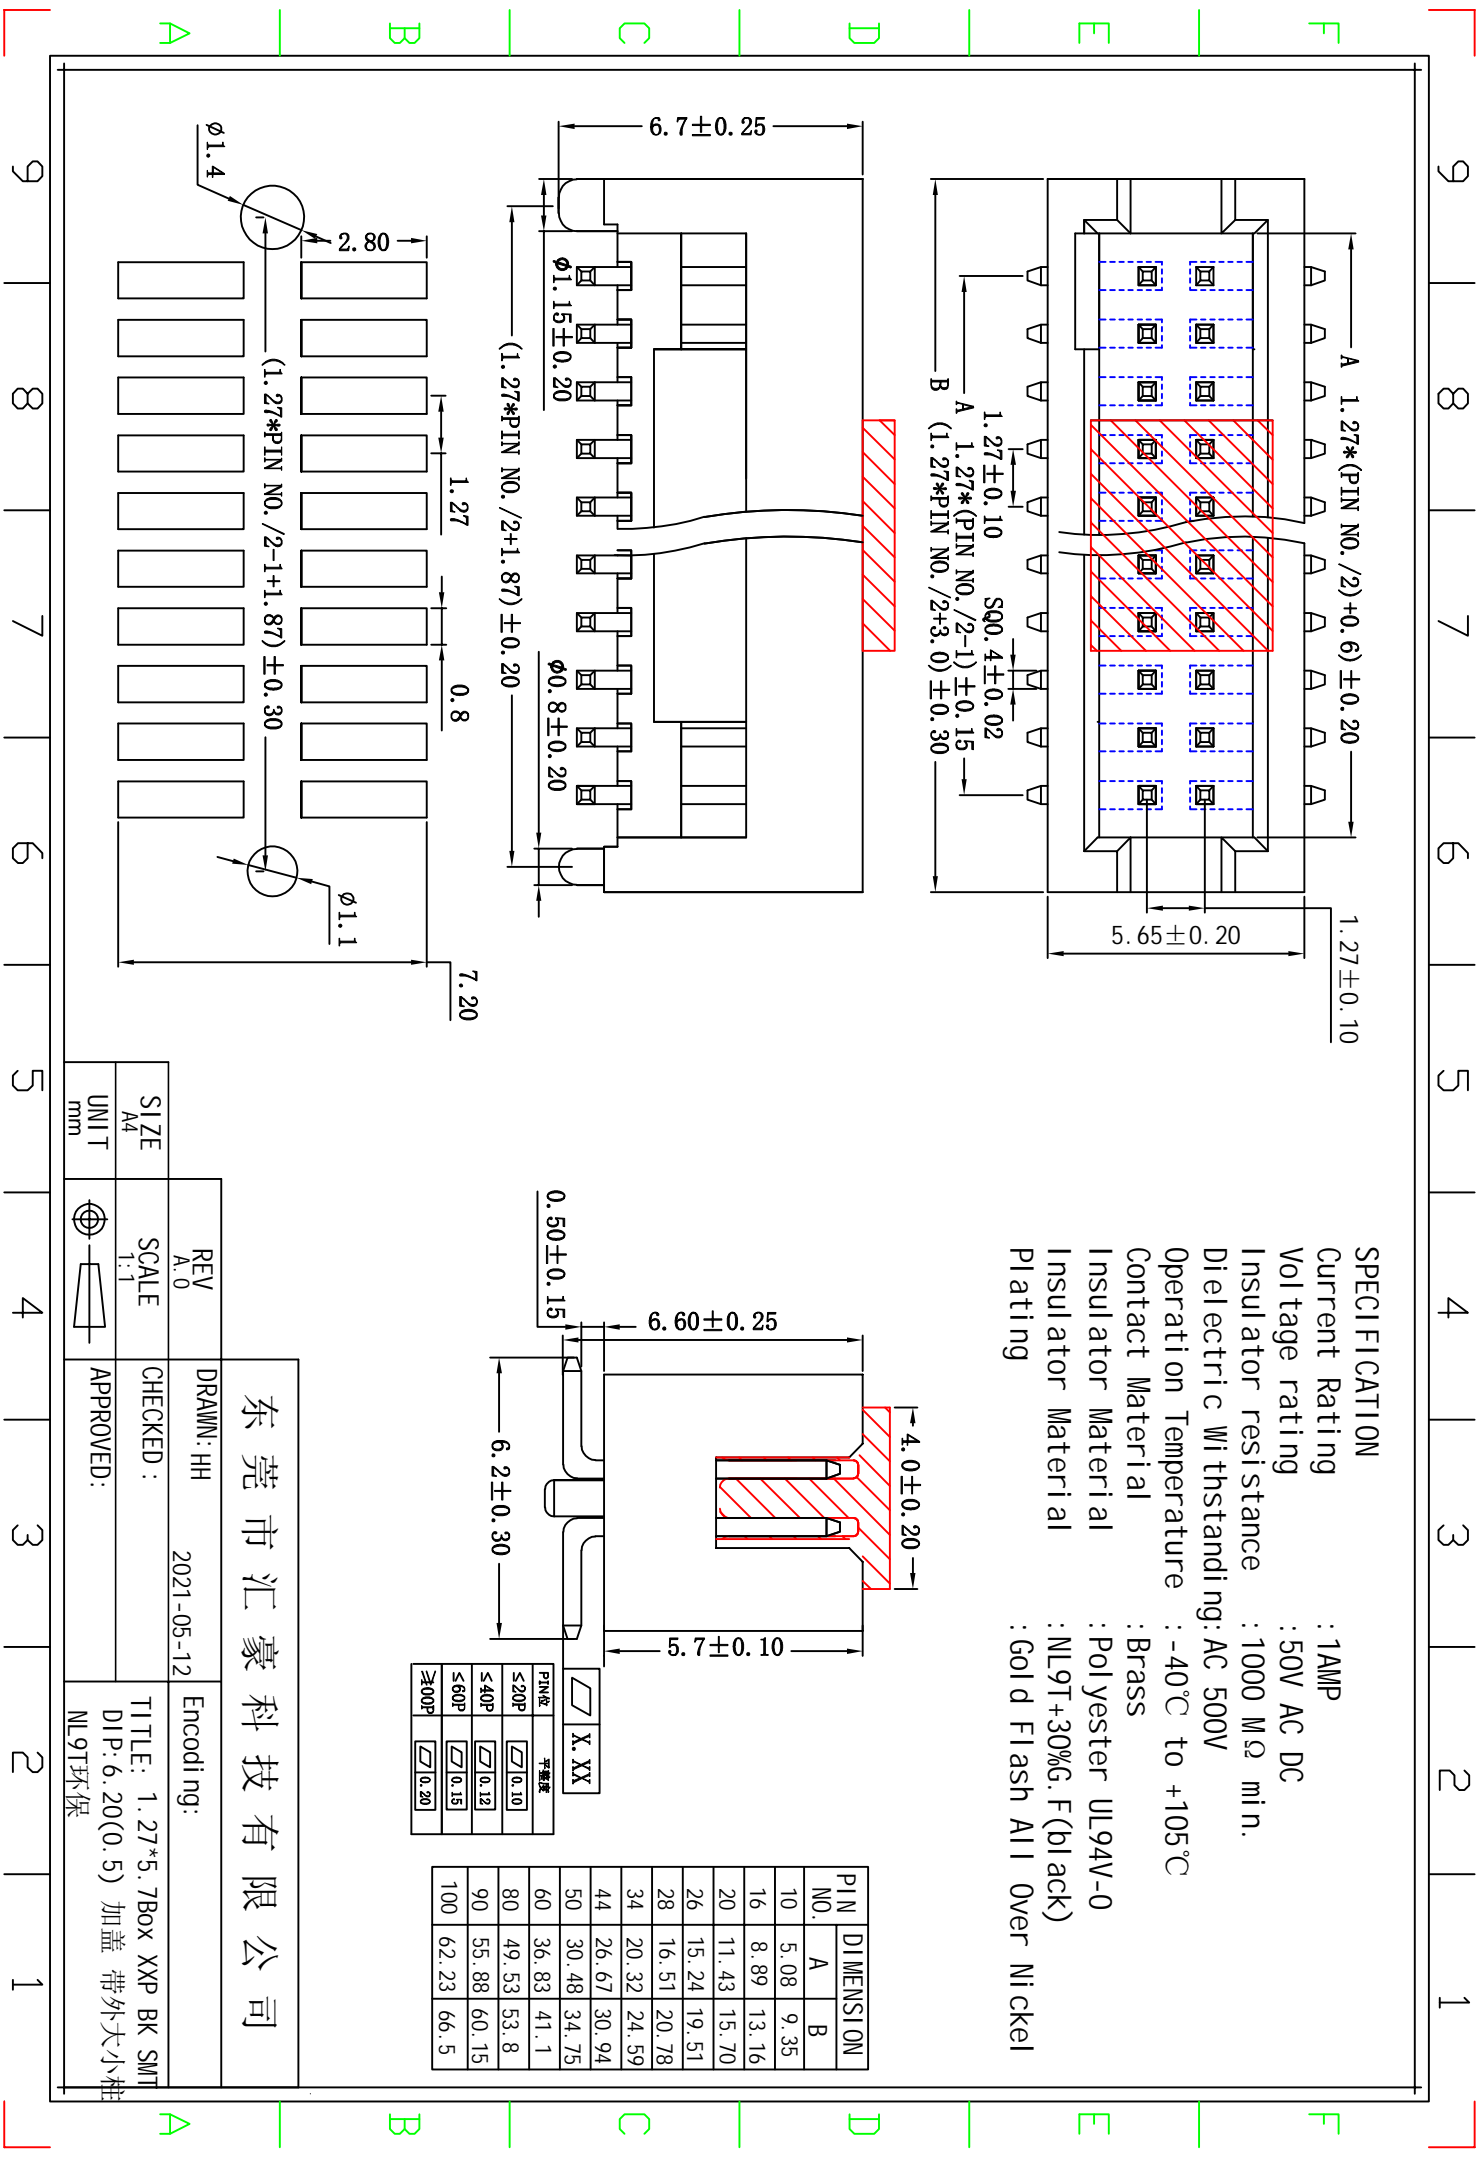 A 1.27*(PIN NO./2)+0.6)±0.20
1.27±0.10
5.65±0.20
1.27±0.10
SQ0.4±0.02
A 1.27*(PIN NO./2-1)±0.15
B (1.27*PIN NO./2+3.0)±0.30
6.7±0.25
ø1.15±0.20
ø0.8±0.20
(1.27*PIN NO./2+1.87)±0.20
ø1.4
2.80
1.27
0.8
(1.27*PIN NO./2-1+1.87)±0.30
ø1.1
7.20
SPECIFICATION
Current Rating :1AMP
Voltage rating :50V AC DC
Insulator resistance :1000 MΩ min.
Dielectric Withstanding:AC 500V
Operation Temperature :-40℃ to +105℃
Contact Material :Brass
Insulator Material :Polyester UL94V-0
Insulator Material :NL9T+30%G.F(black)
Plating :Gold Flash All Over Nickel
4.0±0.20
6.60±0.25
0.50±0.15
5.7±0.10
6.2±0.30
X.XX
PIN位 平整度
≤20P 0.10
≤40P 0.12
≤60P 0.15
0.20
PIN NO. DIMENSION
A B
10 5.08 9.35
16 8.89 13.16
20 11.43 15.70
26 15.24 19.51
28 16.51 20.78
34 20.32 24.59
44 26.67 30.94
50 30.48 34.75
60 36.83 41.1
80 49.53 53.8
90 55.88 60.15
100 62.23 66.5
东莞市汇豪科技有限公司
SIZE
A4
UNIT
mm
REV
A.0
SCALE
1:1
DRAWN:HH 2021-05-12
CHECKED:
APPROVED:
Encoding:
TITLE: 1.27*5.7Box XXP BK SMT
DIP:6.20(0.5) 加盖 带外大小柱
NL9T环保
9 8 7 6 5 4 3 2 1
9 8 7 6 5 4 3 2 1
F E D C B A
F E D C B A